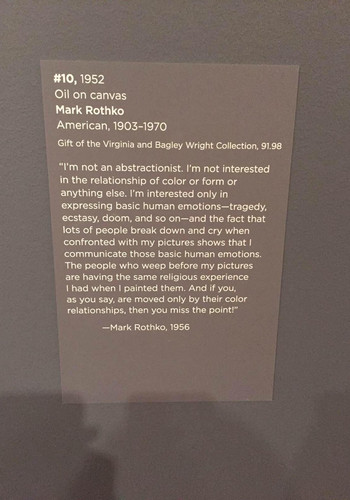 #10, 1952
Oil on canvas
Mark Rothko
American, 1903–1970
Gift of the Virginia and Bagley Wright Collection, 91.98
"I'm not an abstractionist. I'm not interested
in the relationship of color or form or
anything else. I'm interested only in
expressing basic human emotions—tragedy,
ecstasy, doom, and so on—and the fact that
lots of people break down and cry when
confronted with my pictures shows that I
communicate those basic human emotions.
The people who weep before my pictures
are having the same religious experience
I had when I painted them. And if you,
as you say, are moved only by their color
relationships, then you miss the point!"
—Mark Rothko, 1956